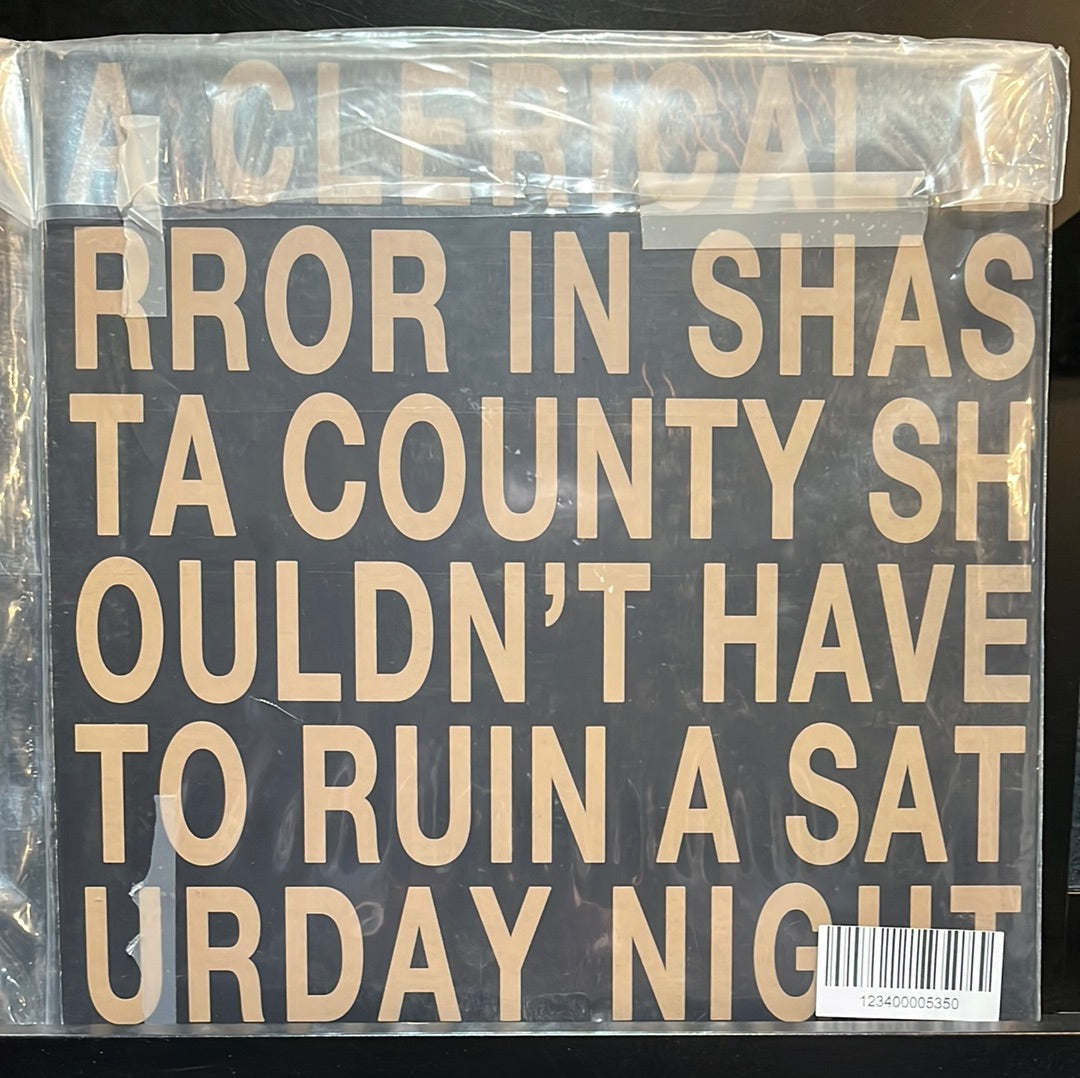 A CLERICAL E
RROR IN SHAS
TA COUNTY SH
OULDN’T HAVE
TO RUIN A SAT
URDAY NIGHT
123400005350